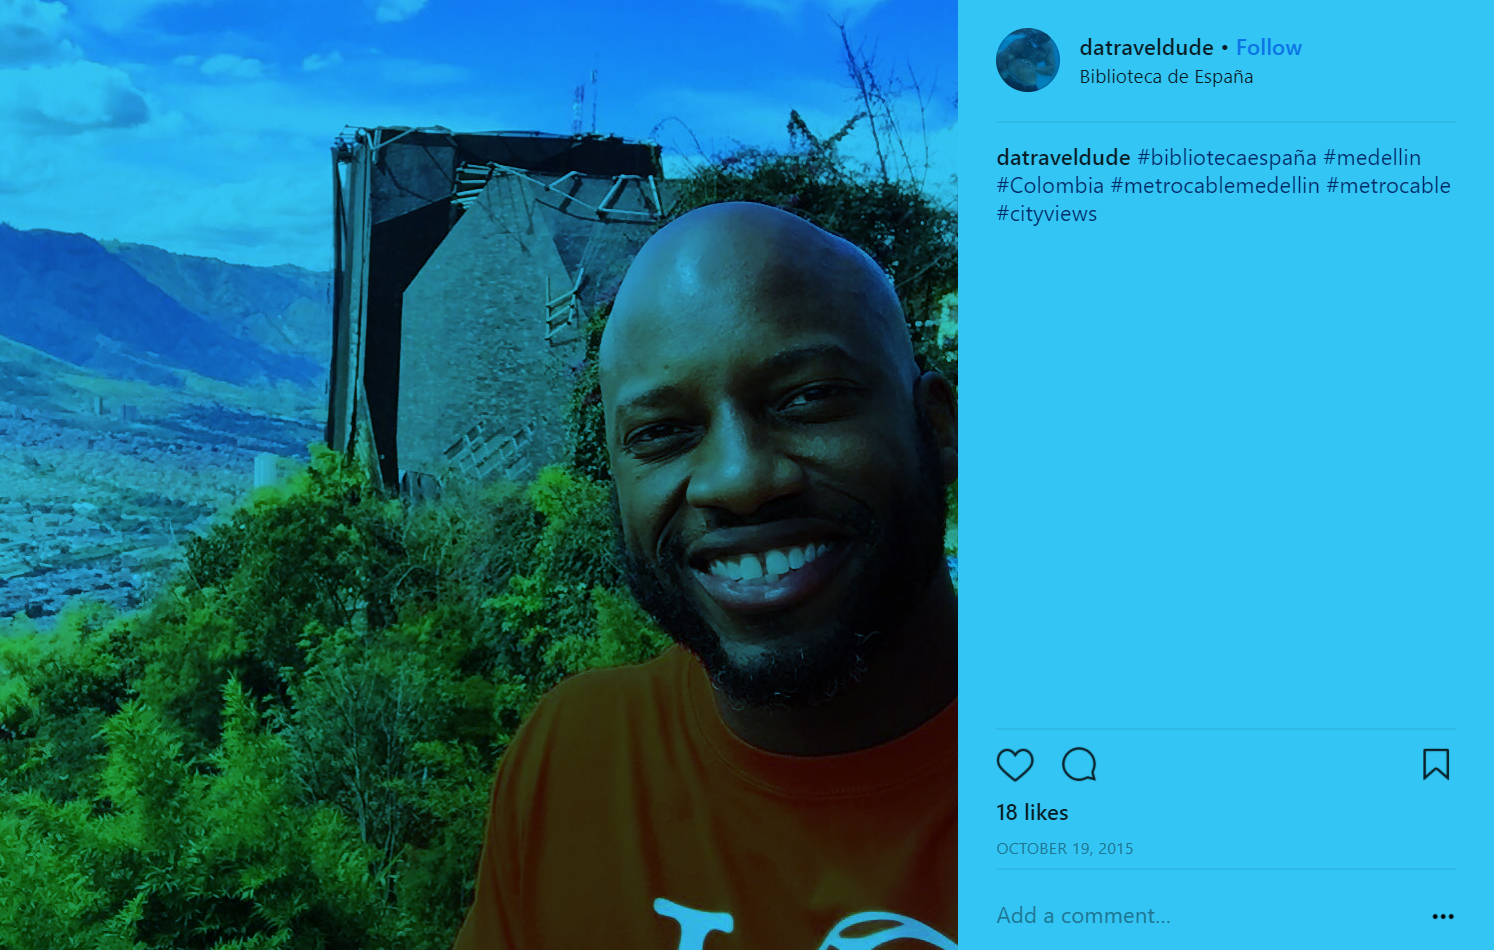 datraveldude • Follow
Biblioteca de España
datraveldude #bibliotecaespaña #medellin
#Colombia #metrocablemedellin #metrocable
#cityviews
18 likes
OCTOBER 19, 2015
Add a comment...